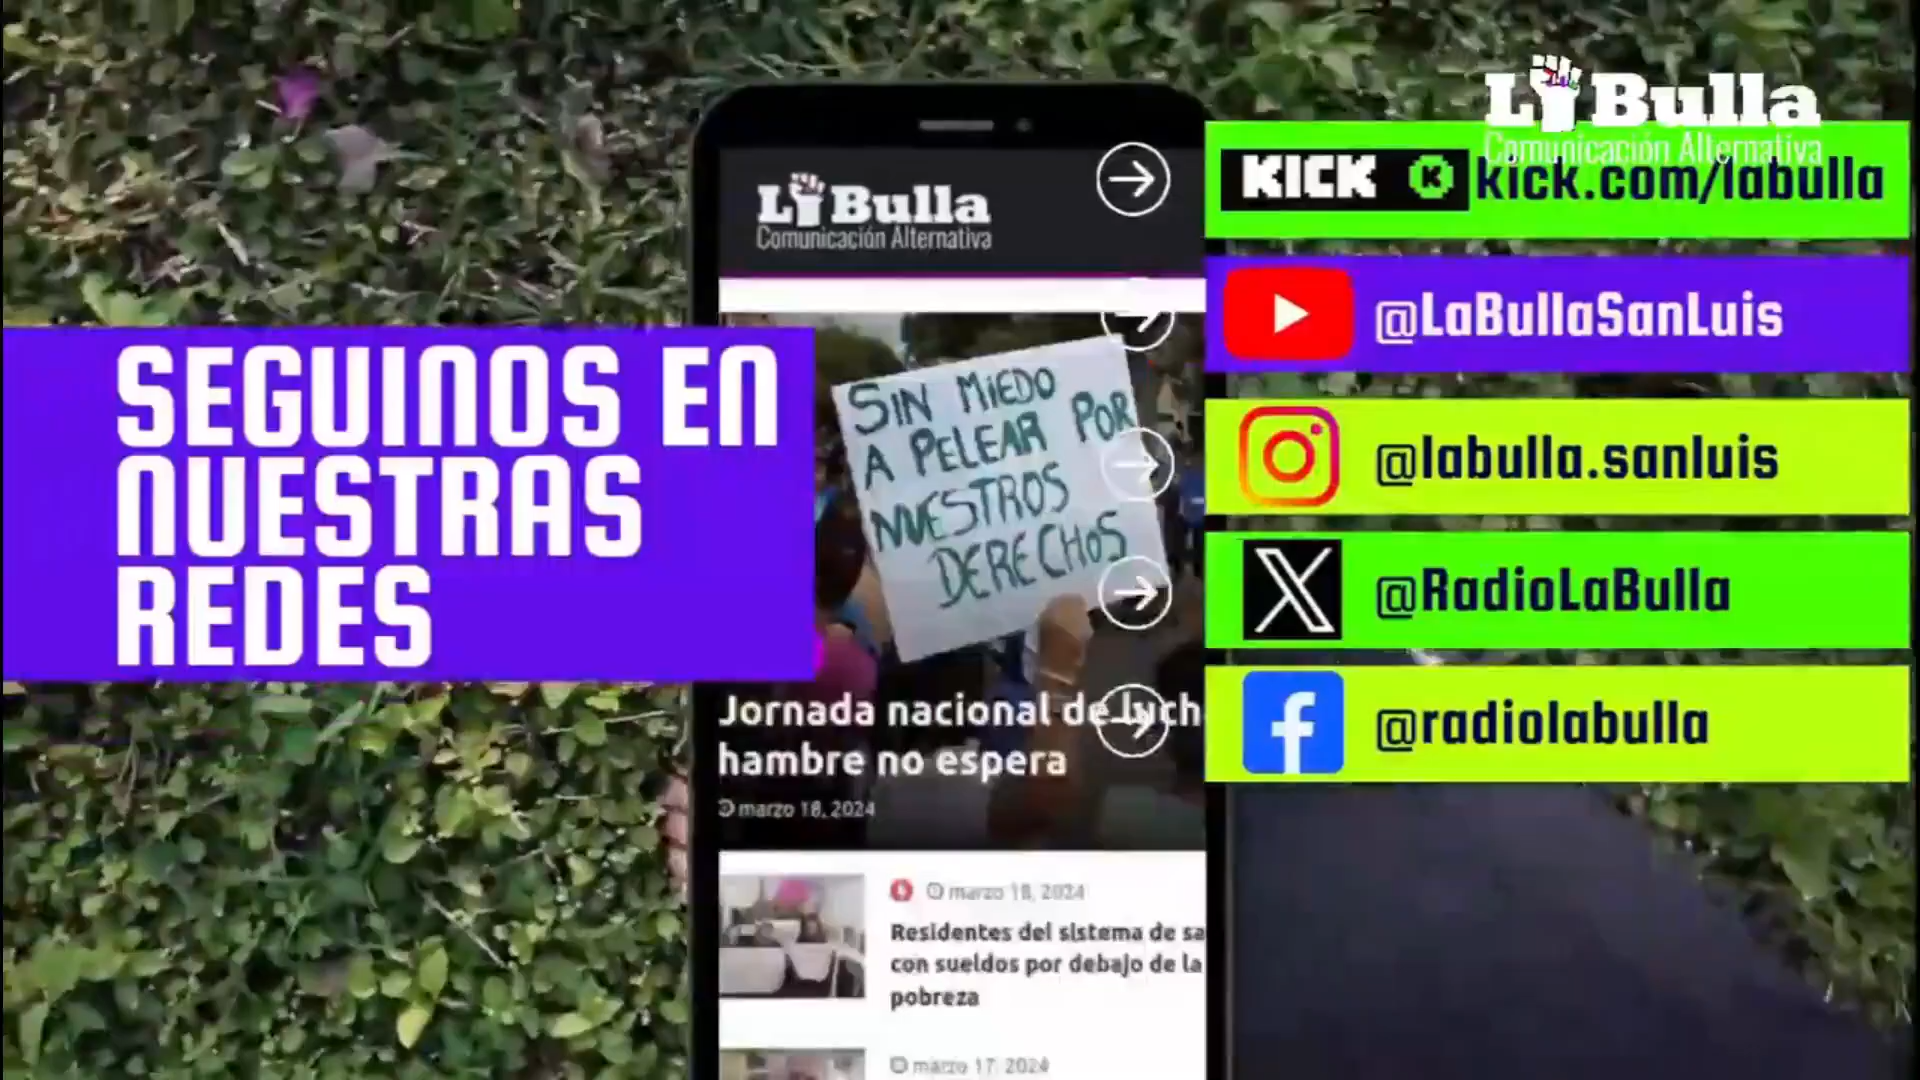 SEGUINOS EN
NUESTRAS
REDES
La Bulla
Comunicación Alternativa
SIN MIEDO
A PELEAR POR
NUESTROS
DERECHOS
Jornada nacional de luch
hambre no espera
marzo 18, 2024
marzo 18, 2024
Residentes del sistema de sa
con sueldos por debajo de la
pobreza
marzo 17, 2024
La Bulla
Comunicación Alternativa
KICK K kick.com/labulla
@LaBullaSanLuis
@labulla.sanluis
@RadioLaBulla
@radiolabulla